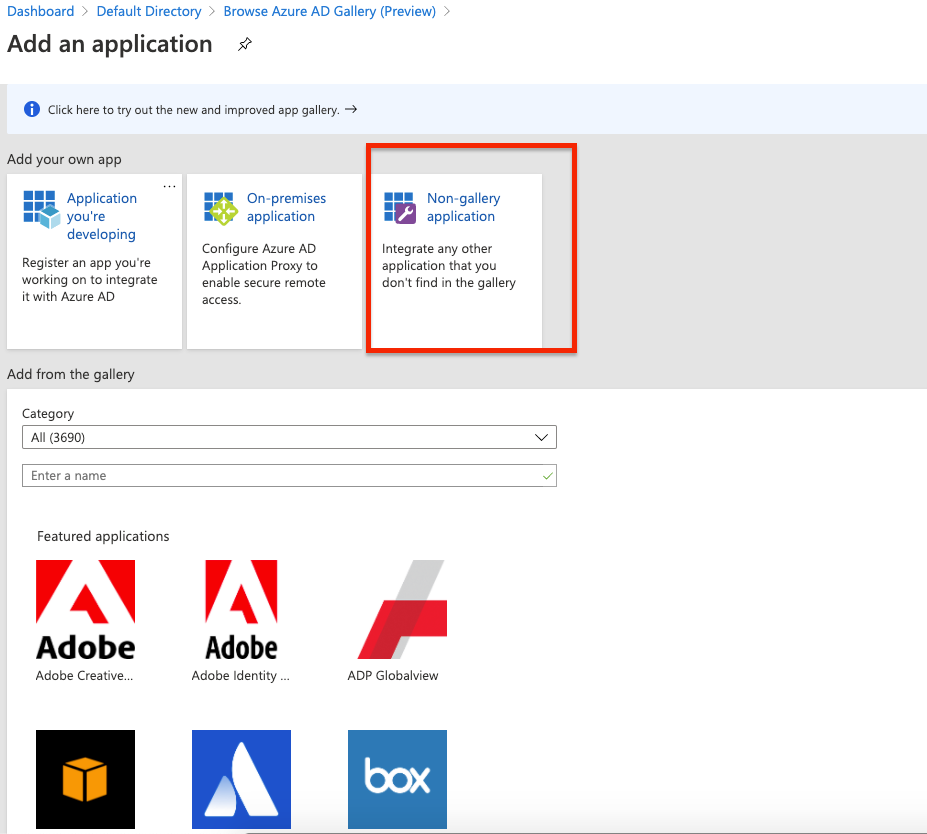 Dashboard > Default Directory > Browse Azure AD Gallery (Preview) >
Add an application
Click here to try out the new and improved app gallery. →
Add your own app
...
Application
you're
developing
Register an app you're
working on to integrate
it with Azure AD
On-premises
application
Configure Azure AD
Application Proxy to
enable secure remote
access.
Non-gallery
application
Integrate any other
application that you
don't find in the gallery
Add from the gallery
Category
All (3690)
Enter a name
Featured applications
Adobe
Adobe Creative...
Adobe
Adobe Identity ...
ADP Globalview
box